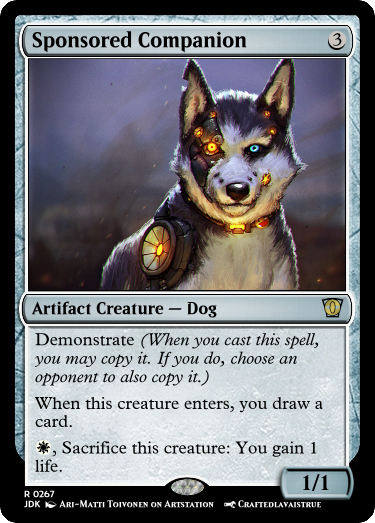 Sponsored Companion 3
Artifact Creature — Dog
Demonstrate (When you cast this spell,
you may copy it. If you do, choose an
opponent to also copy it.)
When this creature enters, you draw a
card.
, Sacrifice this creature: You gain 1
life.
1/1
R 0267
JDK Ari-Matti Toivonen on Artstation Craftedlavaistrue